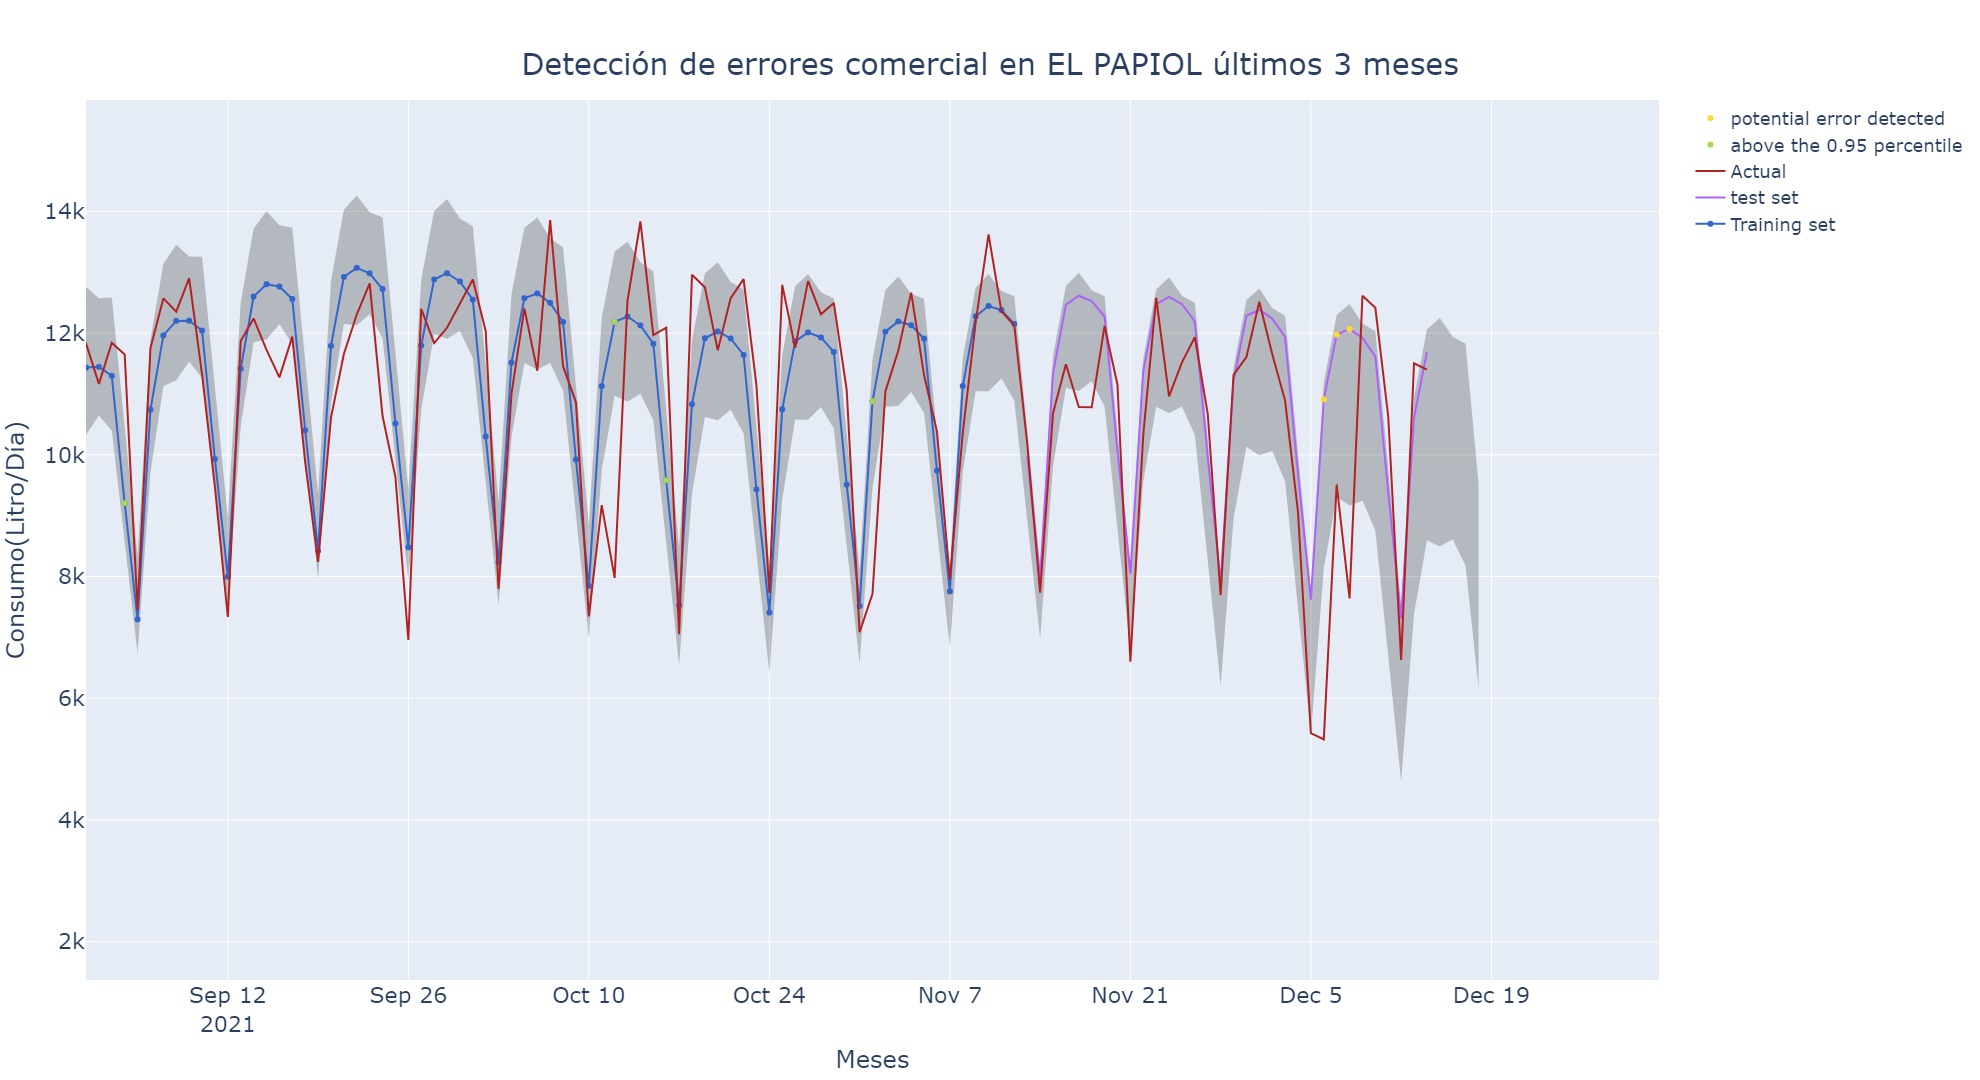 Detección de errores comercial en EL PAPIOL últimos 3 meses
potential error detected
above the 0.95 percentile
Actual
test set
Training set
14k
12k
10k
8k
6k
4k
2k
Consumo(Litro/Día)
Sep 12
2021
Sep 26
Oct 10
Oct 24
Nov 7
Nov 21
Dec 5
Dec 19
Meses